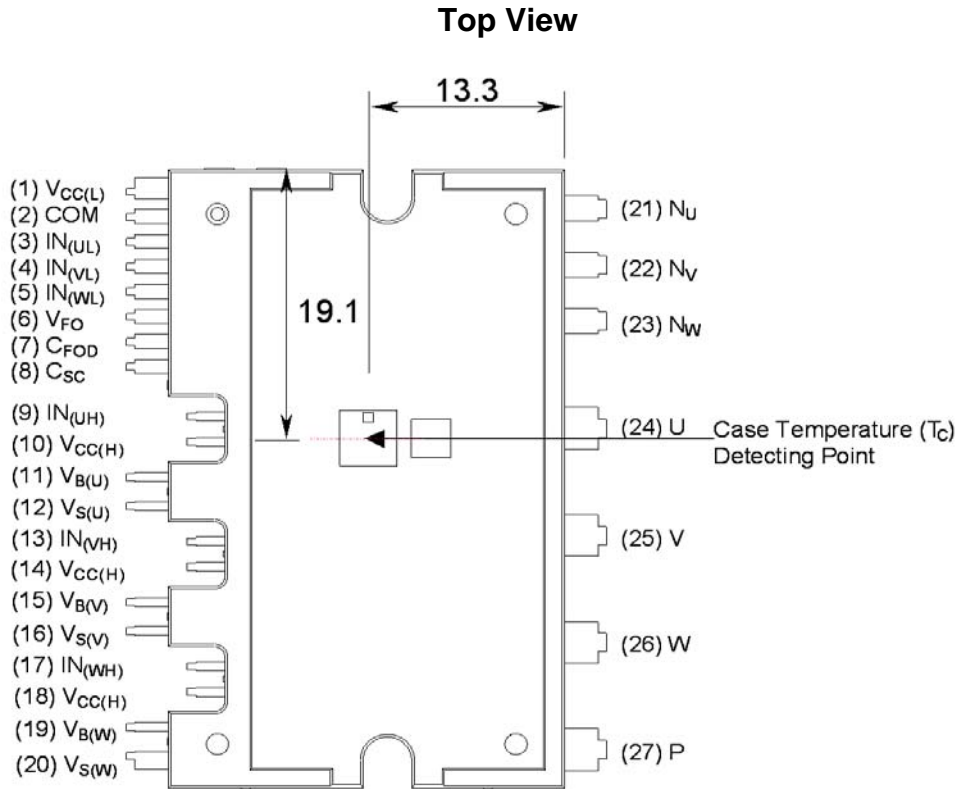 Top View
13.3
19.1
(1) VCC(L)
(2) COM
(3) IN(UL)
(4) IN(VL)
(5) IN(WL)
(6) VFO
(7) CFOD
(8) CSC
(9) IN(UH)
(10) VCC(H)
(11) VB(U)
(12) VS(U)
(13) IN(VH)
(14) VCC(H)
(15) VB(V)
(16) VS(V)
(17) IN(WH)
(18) VCC(H)
(19) VB(W)
(20) VS(W)
(21) NU
(22) NV
(23) NW
(24) U
Case Temperature (TC)
Detecting Point
(25) V
(26) W
(27) P